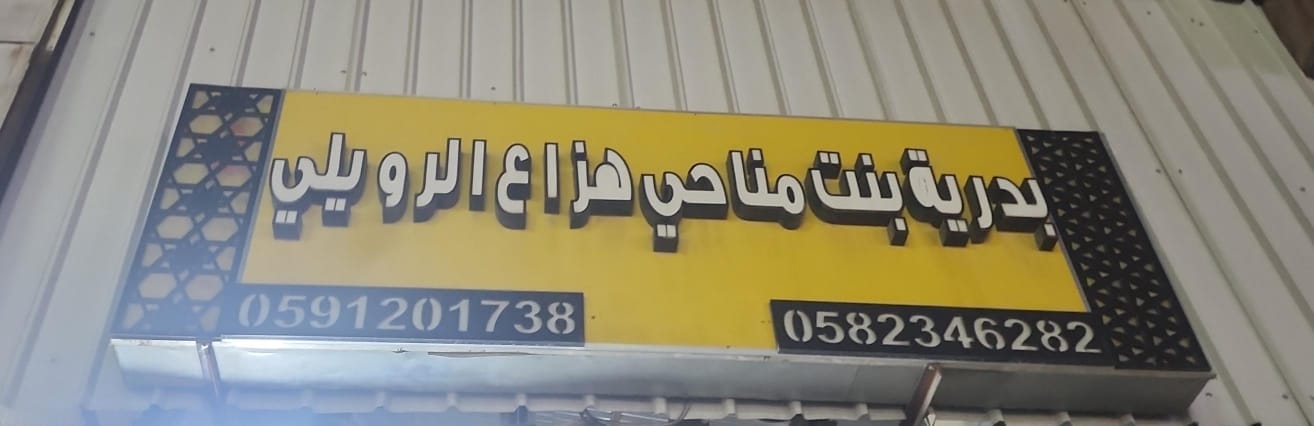 بدرية بنت مناحي هزاع الرويلي
0591201738
0582346282